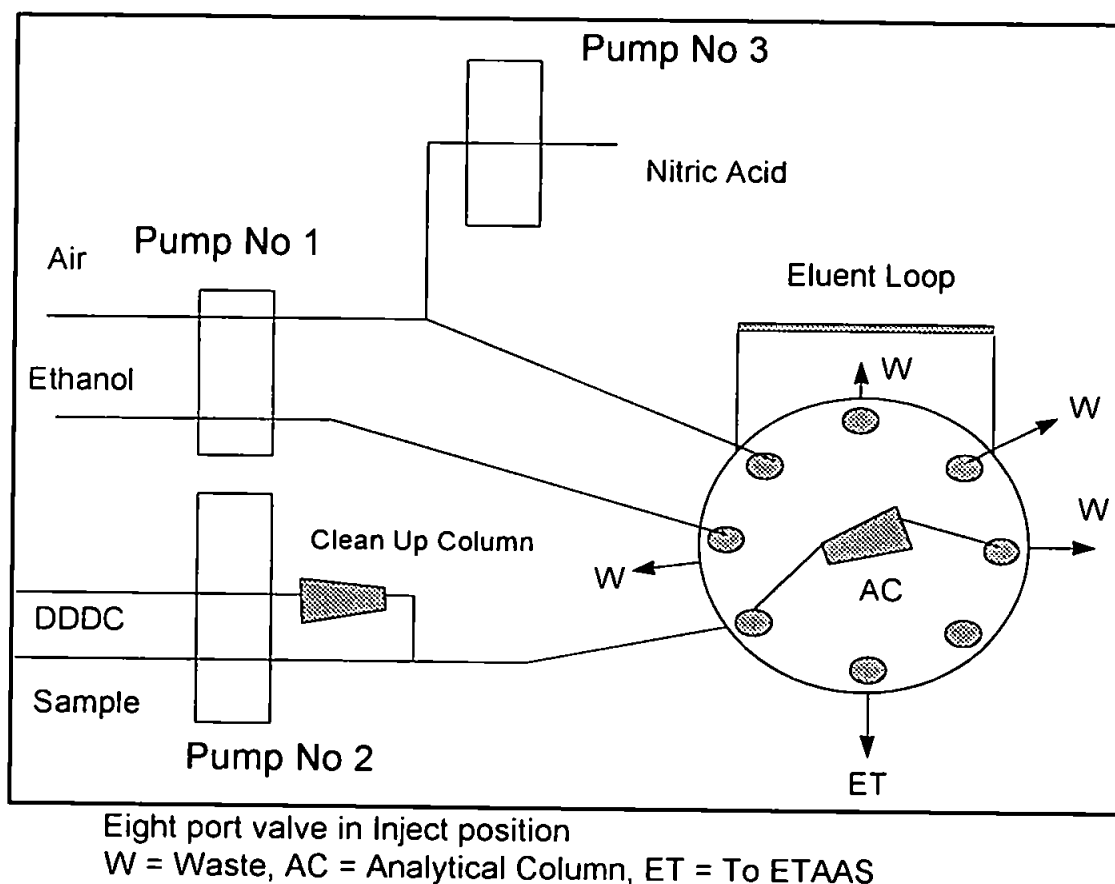 Pump No 3
Nitric Acid
Pump No 1
Air
Eluent Loop
W
W
Ethanol
W
Clean Up Column
W
AC
DDDC
Sample
Pump No 2
ET
Eight port valve in Inject position
W = Waste, AC = Analytical Column, ET = To ETAAS